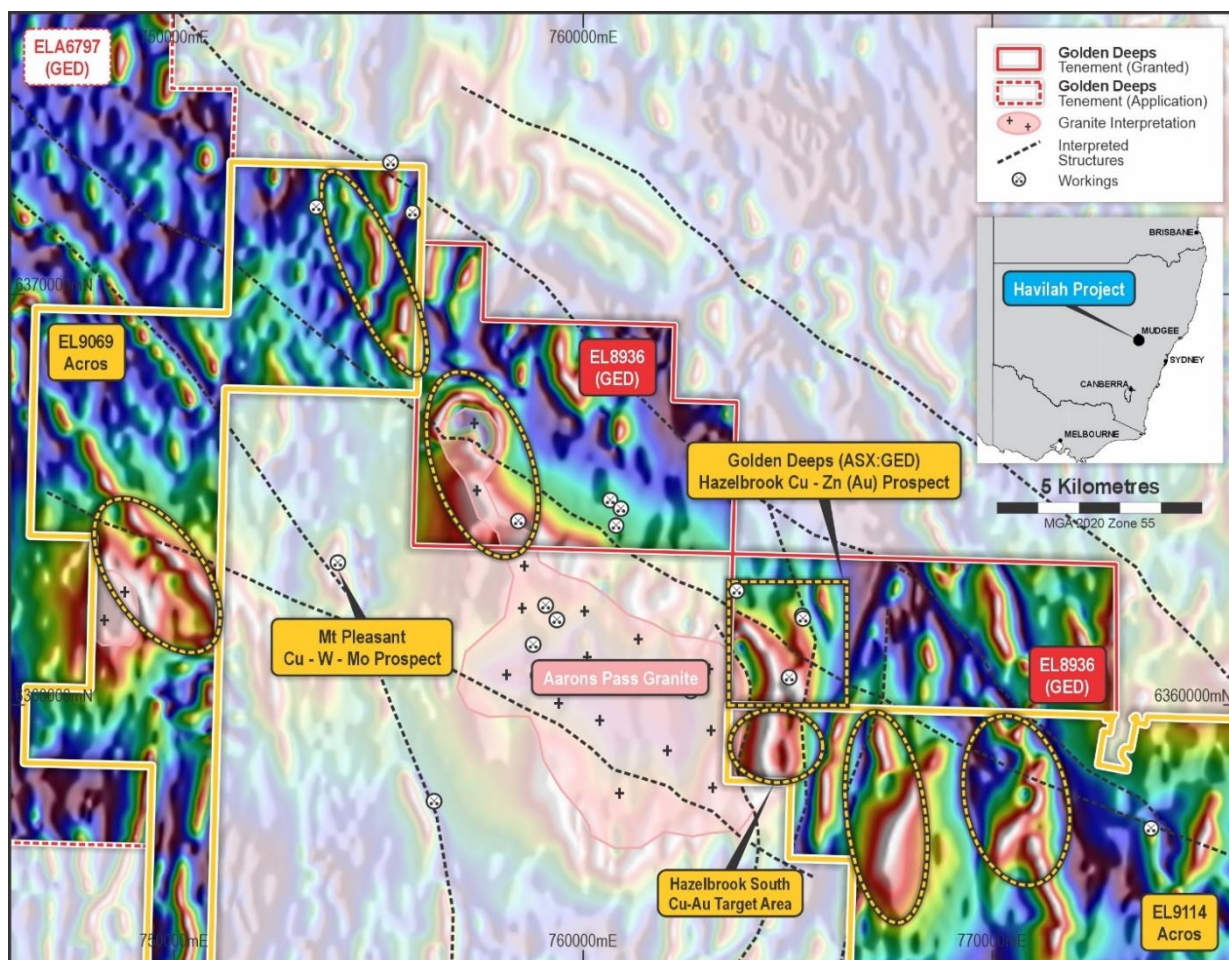 750000mE
760000mE
ELA6797
(GED)
Golden Deeps
Tenement (Granted)
Golden Deeps
Tenement (Application)
Granite Interpretation
Interpreted
Structures
Workings
BRISBANE
Havilah Project
MUDGEE
SYDNEY
CANBERRA
MELBOURNE
6370000mN
EL9069
Acros
EL8936
(GED)
Golden Deeps (ASX:GED)
Hazelbrook Cu - Zn (Au) Prospect
5 Kilometres
MGA 2020 Zone 55
Mt Pleasant
Cu - W - Mo Prospect
Aarons Pass Granite
EL8936
(GED)
6360000mN
6360000mN
Hazelbrook South
Cu-Au Target Area
EL9114
Acros
750000mE
760000mE
770000mE